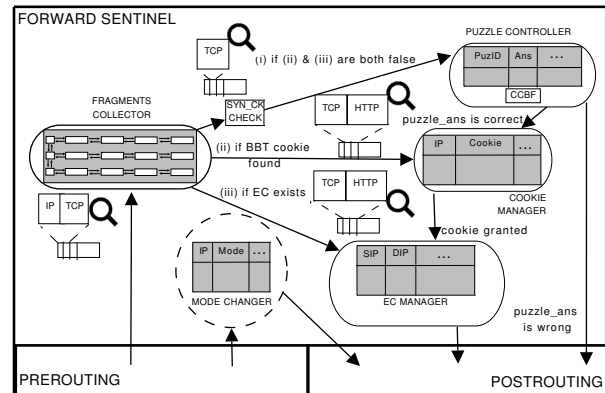 FORWARD SENTINEL
PUZZLE CONTROLLER
TCP
(i) if (ii) & (iii) are both false
PuzID Ans ...
CCBF
FRAGMENTS
COLLECTOR
SYN_CK
CHECK
TCP HTTP
puzzle_ans is correct
(ii) if BBT cookie
found
IP Cookie ...
COOKIE
MANAGER
TCP HTTP
(iii) if EC exists
IP TCP
cookie granted
IP Mode ...
MODE CHANGER
SIP DIP ...
EC MANAGER
puzzle_ans
is wrong
PREROUTING
POSTROUTING